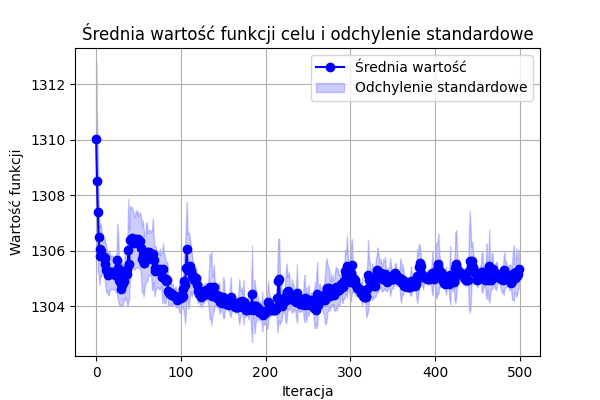 Średnia wartość funkcji celu i odchylenie standardowe
Średnia wartość
Odchylenie standardowe
Wartość funkcji
1312
1310
1308
1306
1304
0 100 200 300 400 500
Iteracja